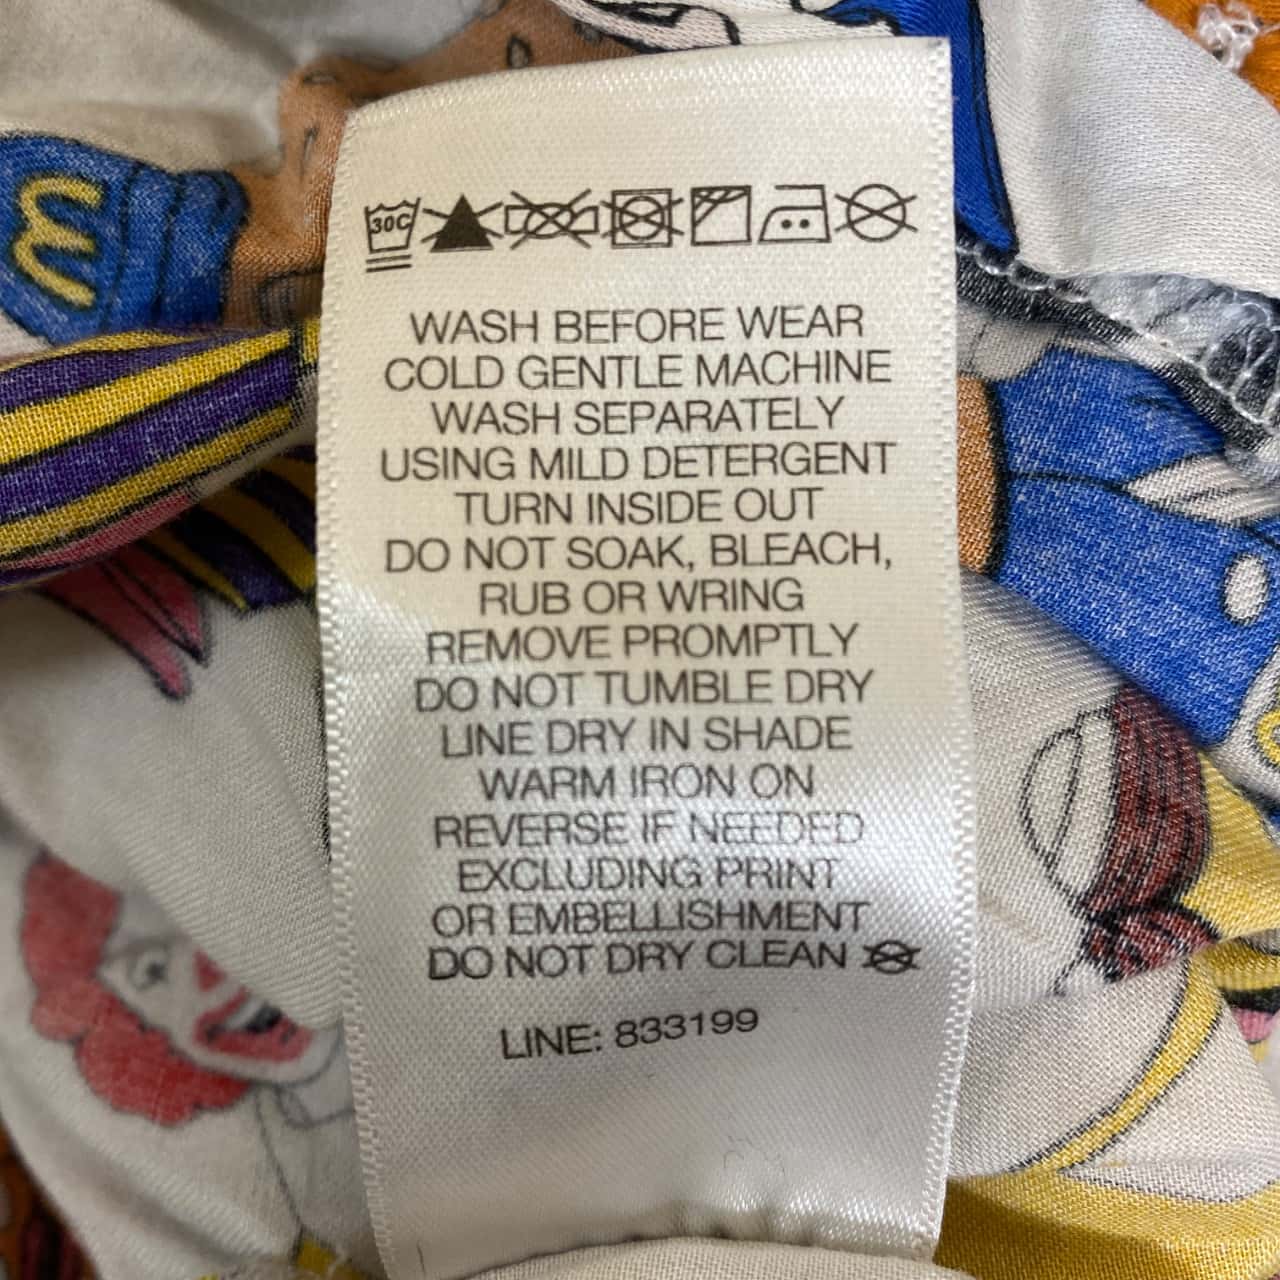 30C
WASH BEFORE WEAR
COLD GENTLE MACHINE
WASH SEPARATELY
USING MILD DETERGENT
TURN INSIDE OUT
DO NOT SOAK, BLEACH,
RUB OR WRING
REMOVE PROMPTLY
DO NOT TUMBLE DRY
LINE DRY IN SHADE
WARM IRON ON
REVERSE IF NEEDED
EXCLUDING PRINT
OR EMBELLISHMENT
DO NOT DRY CLEAN
LINE: 833199